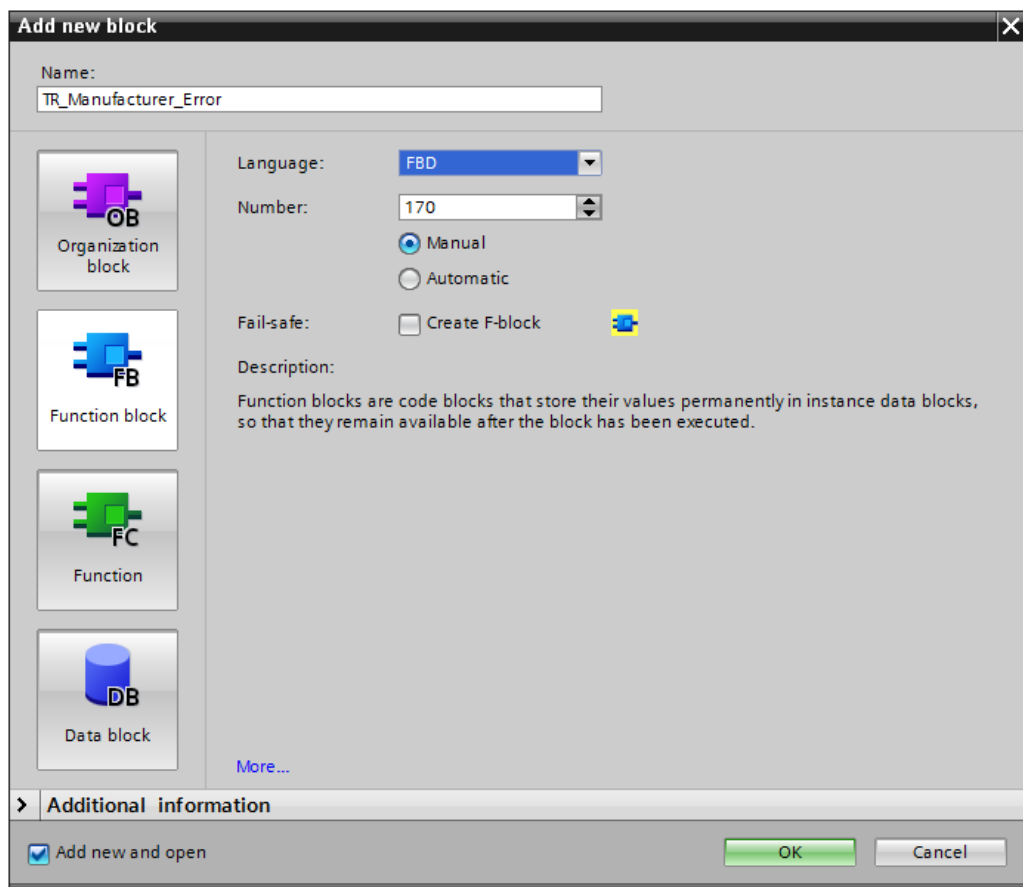 Add new block
Name:
TR_Manufacturer_Error
OB
Organization
block
FB
Function block
FC
Function
DB
Data block
Language:
FBD
Number:
170
Manual
Automatic
Fail-safe:
Create F-block
Description:
Function blocks are code blocks that store their values permanently in instance data blocks,
so that they remain available after the block has been executed.
More...
Additional information
Add new and open
OK
Cancel